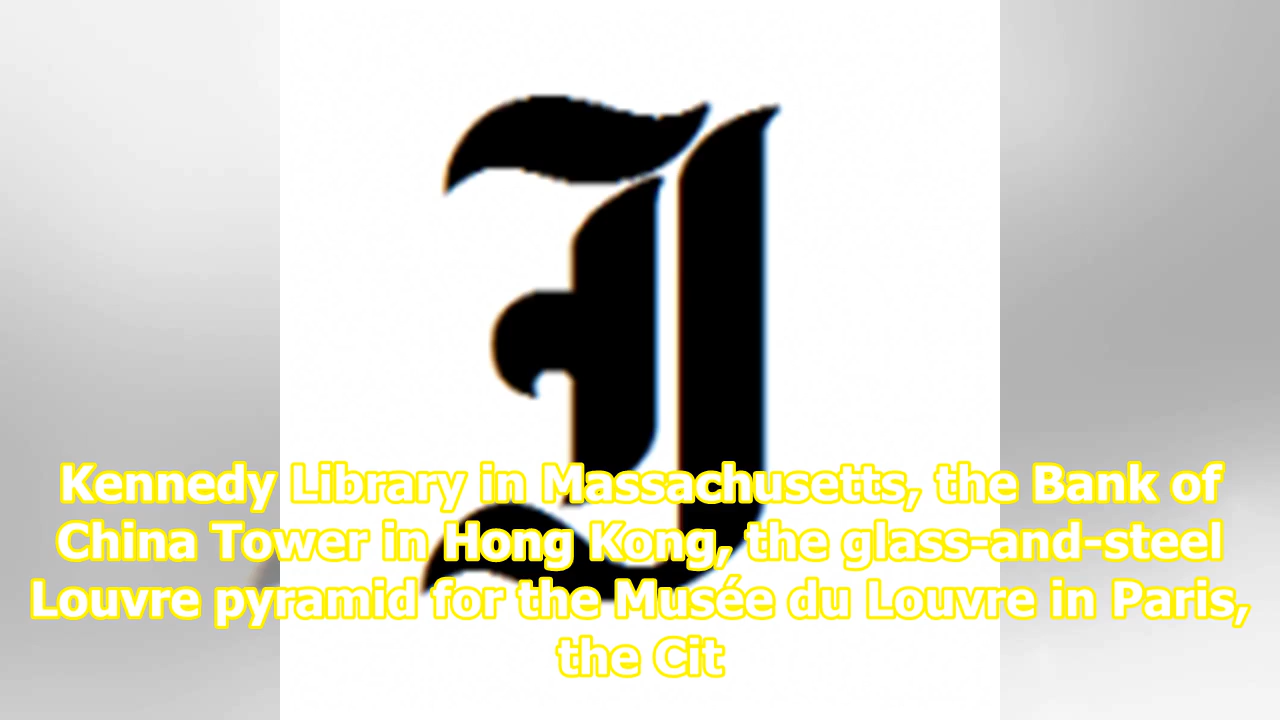 J
Kennedy Library in Massachusetts, the Bank of
China Tower in Hong Kong, the glass-and-steel
Louvre pyramid for the Musée du Louvre in Paris,
the Cit